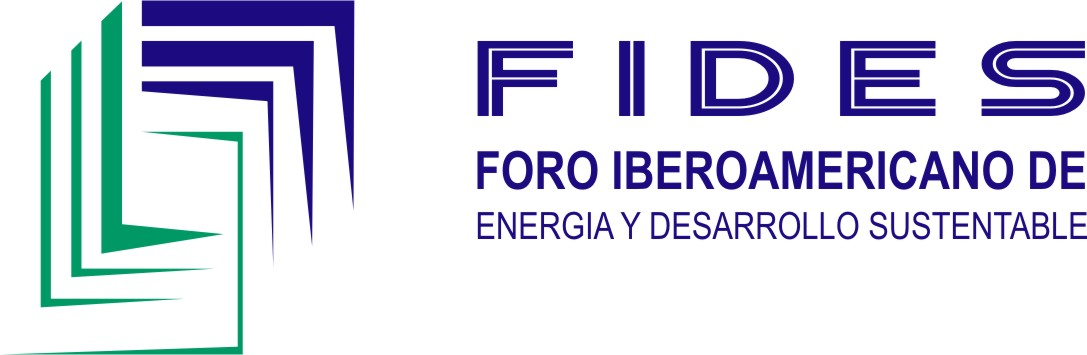 FIDES
FORO IBEROAMERICANO DE
ENERGIA Y DESARROLLO SUSTENTABLE